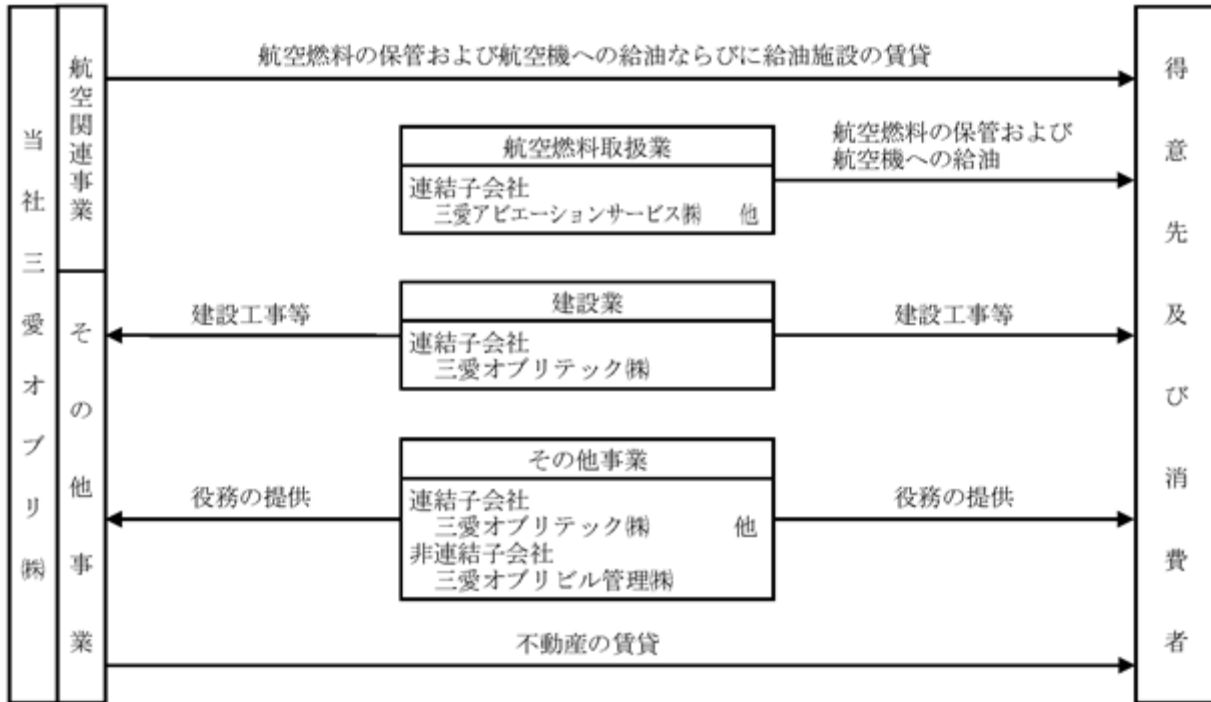 当社三愛オブリ㈱
航空関連事業
その他事業
航空燃料の保管および航空機への給油ならびに給油施設の賃貸
航空燃料取扱業
連結子会社
三愛アビエーションサービス㈱ 他
航空燃料の保管および
航空機への給油
建設工事等
建設業
連結子会社
三愛オブリテック㈱
建設工事等
役務の提供
その他事業
連結子会社
三愛オブリテック㈱ 他
非連結子会社
三愛オブリビル管理㈱
役務の提供
不動産の賃貸
得意先及び消費者